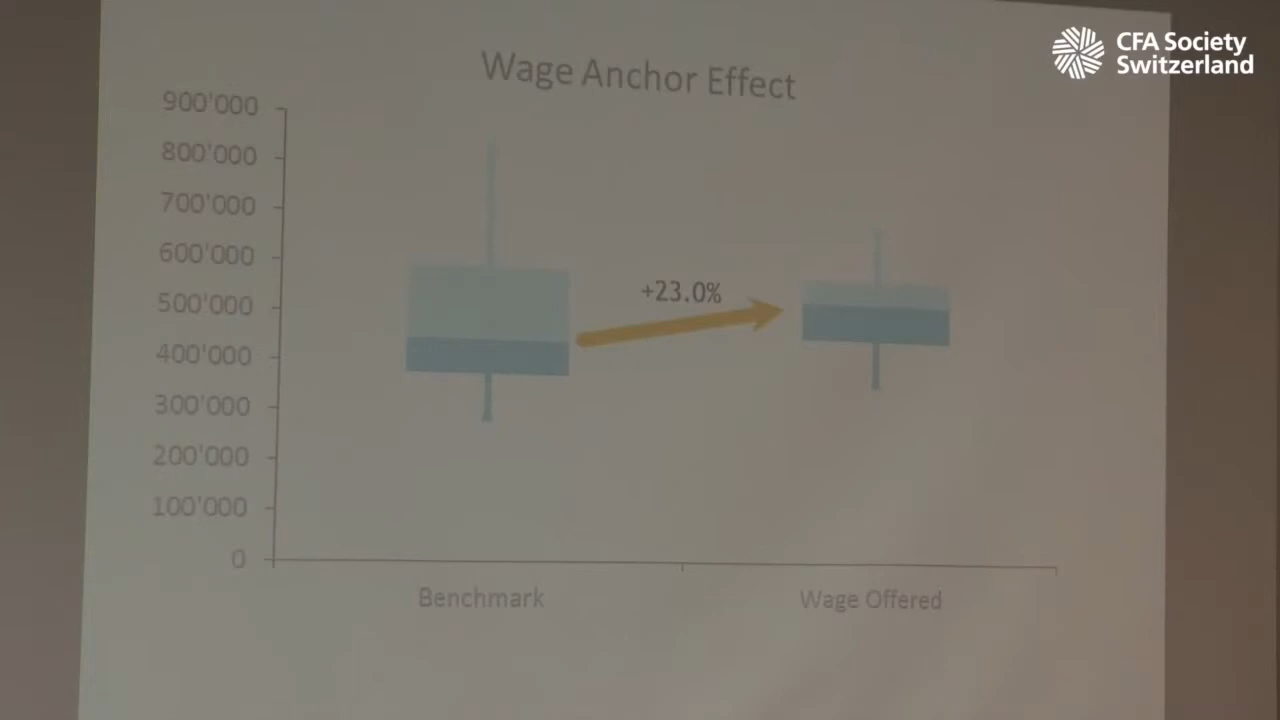 CFA Society
Switzerland
Wage Anchor Effect
900'000
800'000
700'000
600'000
500'000
400'000
300'000
200'000
100'000
0
+23.0%
Benchmark
Wage Offered